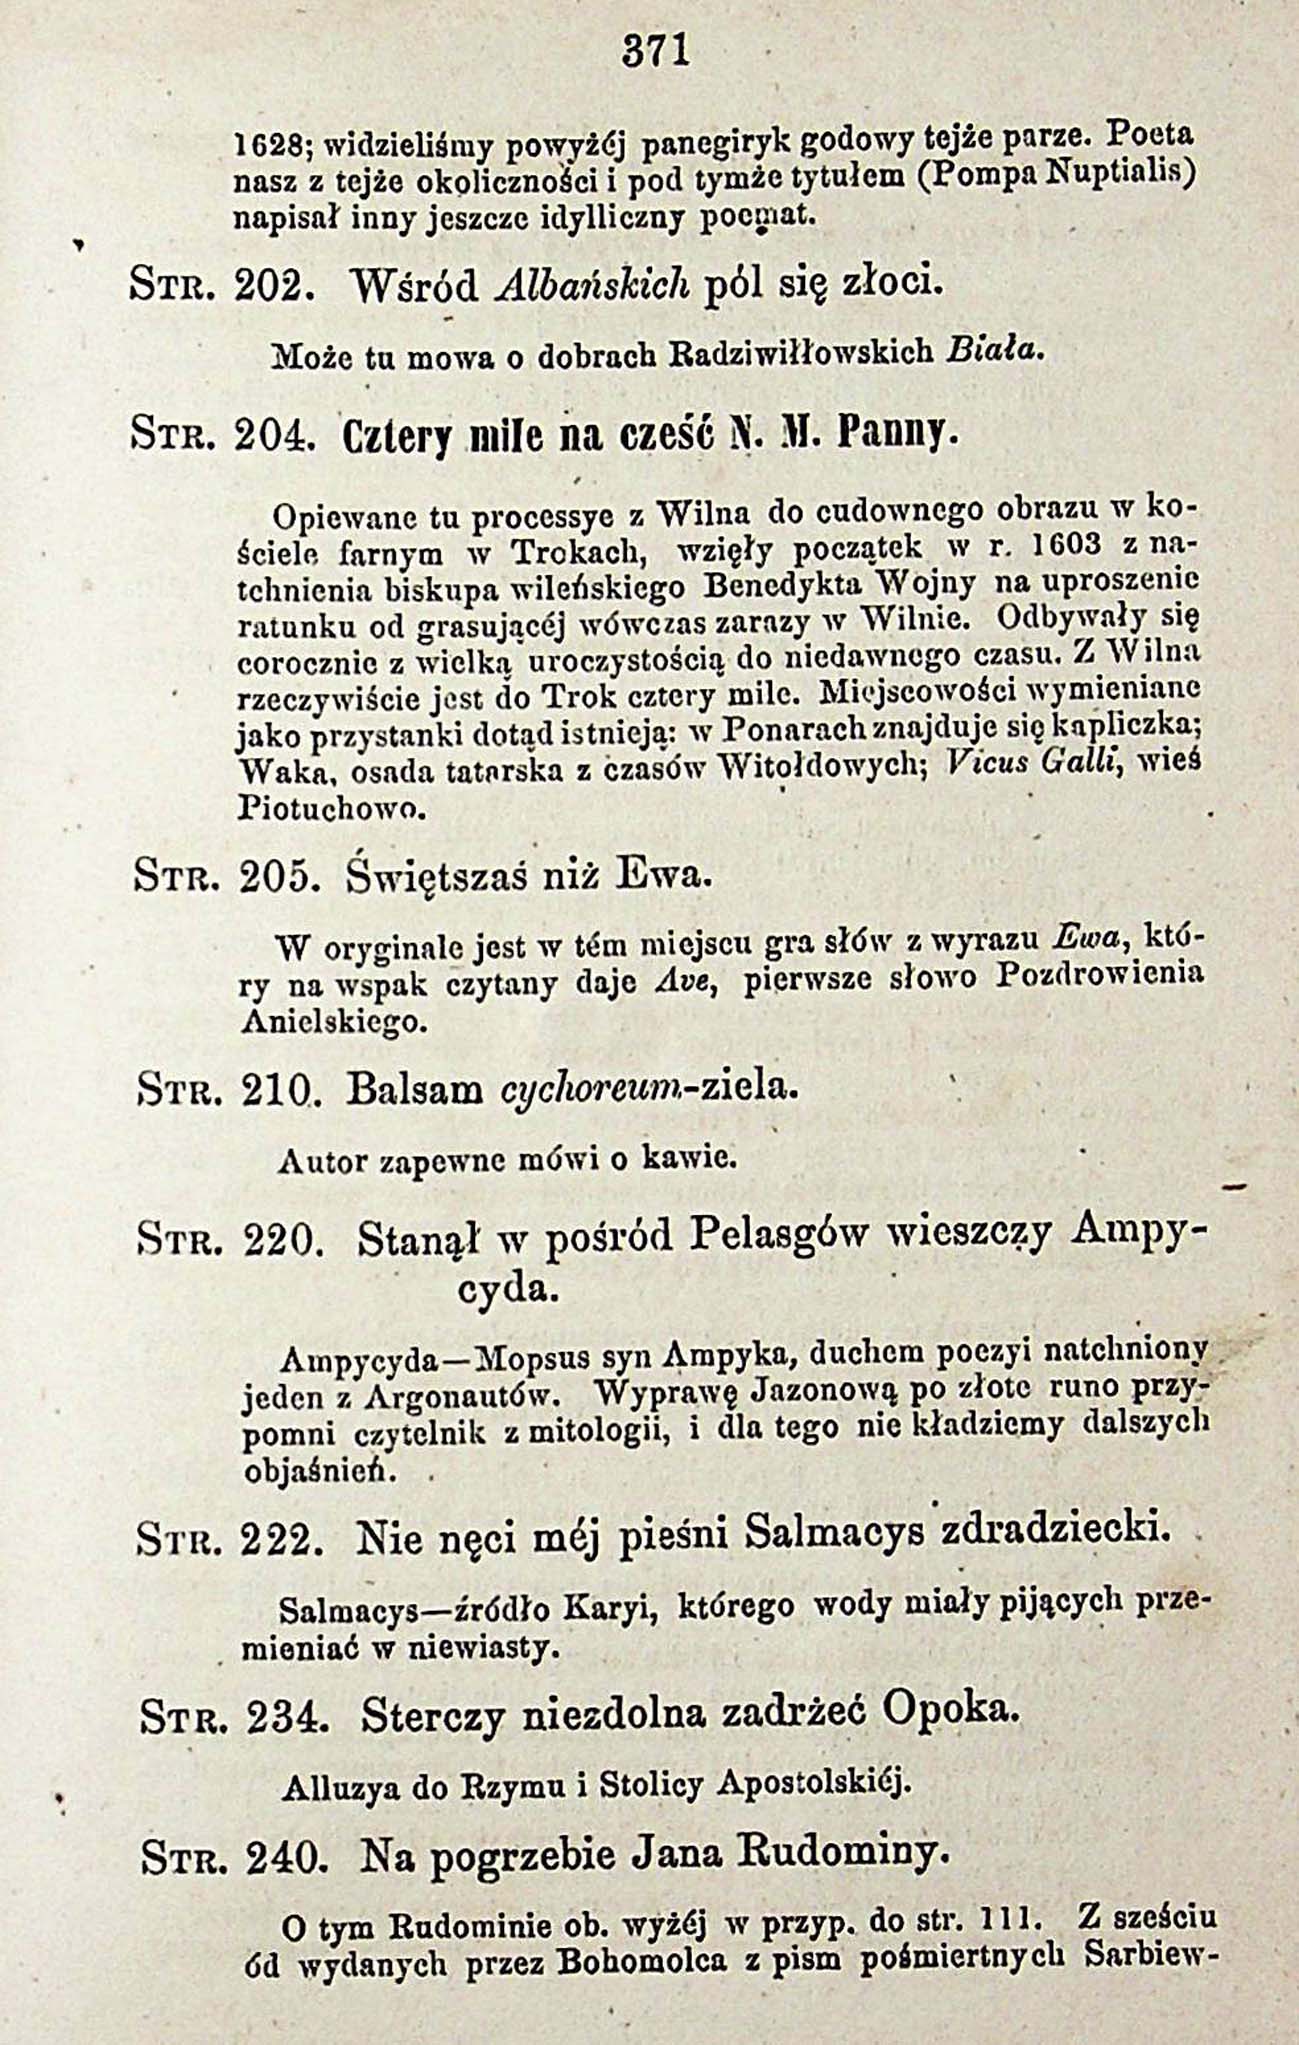 371
1628; widzieliśmy powyżéj panegiryk godowy tejże parze. Poeta
nasz z tejże okoliczności i pod tymże tytułem (Pompa Nuptialis)
napisał inny jeszcze idylliczny poemat.
STR. 202. Wśród Albańskich pól się złoci.
Może tu mowa o dobrach Radziwiłłowskich Biała.
STR. 204. Cztery mile na cześć N. M. Panny.
Opiewane tu processye z Wilna do cudownego obrazu w ko-
ściele farnym w Trokach, wzięły początek w r. 1603 z na-
tchnienia biskupa wileńskiego Benedykta Wojny na uproszenie
ratunku od grasującéj wówczas zarazy w Wilnie. Odbywały się
corocznie z wielką uroczystością do niedawnego czasu. Z Wilna
rzeczywiście jest do Trok cztery mile. Miejscowości wymieniane
jako przystanki dotąd istnieją: w Ponarach znajduje się kapliczka;
Waka, osada tatarska z czasów Witołdowych; Vicus Galli, wieś
Piotuchowo.
STR. 205. Świętszaś niż Ewa.
W oryginale jest w tém miejscu gra słów z wyrazu Ewa, któ-
ry na wspak czytany daje Ave, pierwsze słowo Pozdrowienia
Anielskiego.
STR. 210. Balsam cychoreum-ziela.
Autor zapewne mówi o kawie.
STR. 220. Stanął w pośród Pelasgów wieszczy Ampy-
cyda.
Ampycyda—Mopsus syn Ampyka, duchem poezyi natchniony
jeden z Argonautów. Wyprawę Jazonową po złote runo przy-
pomni czytelnik z mitologii, i dla tego nie kładziemy dalszych
objaśnień.
STR. 222. Nie nęci méj pieśni Salmacys zdradziecki.
Salmacys—źródło Karyi, którego wody miały pijących prze-
mieniać w niewiasty.
STR. 234. Sterczy niezdolna zadrżeć Opoka.
Alluzya do Rzymu i Stolicy Apostolskiéj.
STR. 240. Na pogrzebie Jana Rudominy.
O tym Rudominie ob. wyżéj w przyp. do str. 111. Z sześciu
ód wydanych przez Bohomolca z pism pośmiertnych Sarbiew-